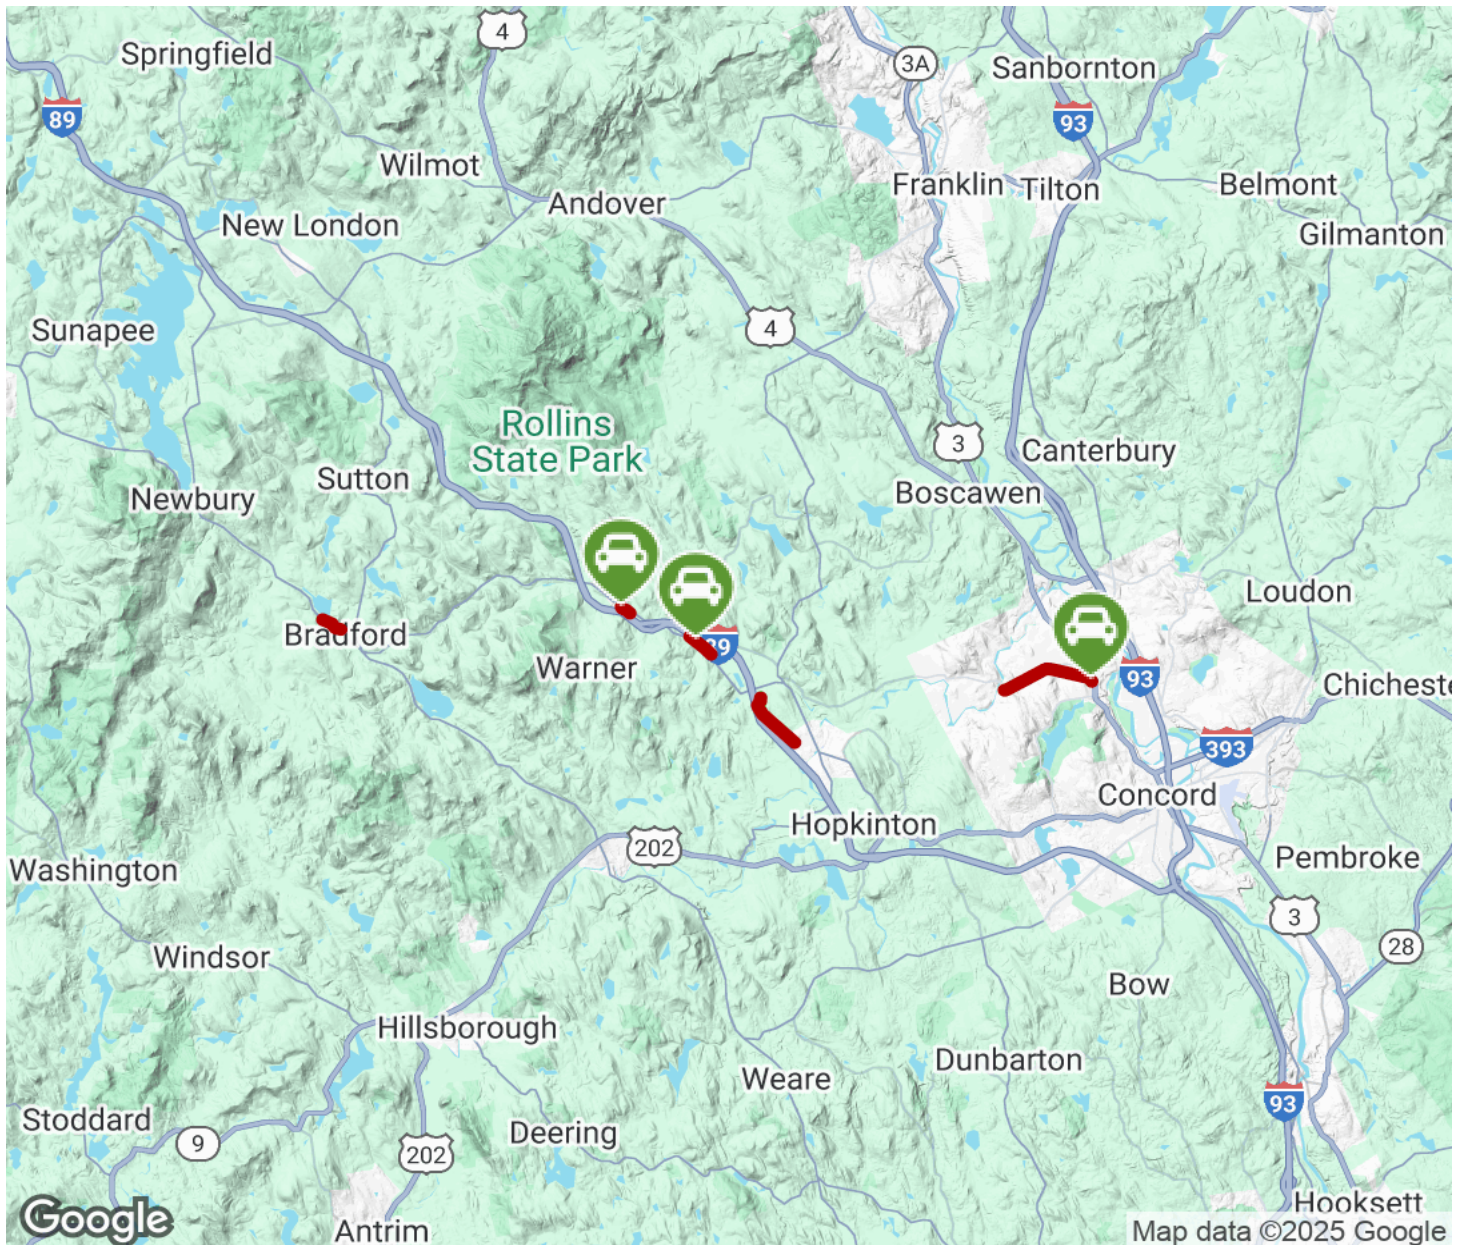 Springfield
4
3A
Sanbornton
89
93
Wilmot
Andover
Franklin
Tilton
Belmont
New London
Gilmanton
Sunapee
4
Rollins
State Park
3
Canterbury
Sutton
Newbury
Boscawen
Loudon
Bradford
89
Warner
93
Chicheste
393
Concord
Hopkinton
202
Washington
Pembroke
3
Windsor
28
Bow
Hillsborough
Dunbarton
Weare
93
Stoddard
9
Deering
202
Hooksett
Google
Antrim
Map data ©2025 Google